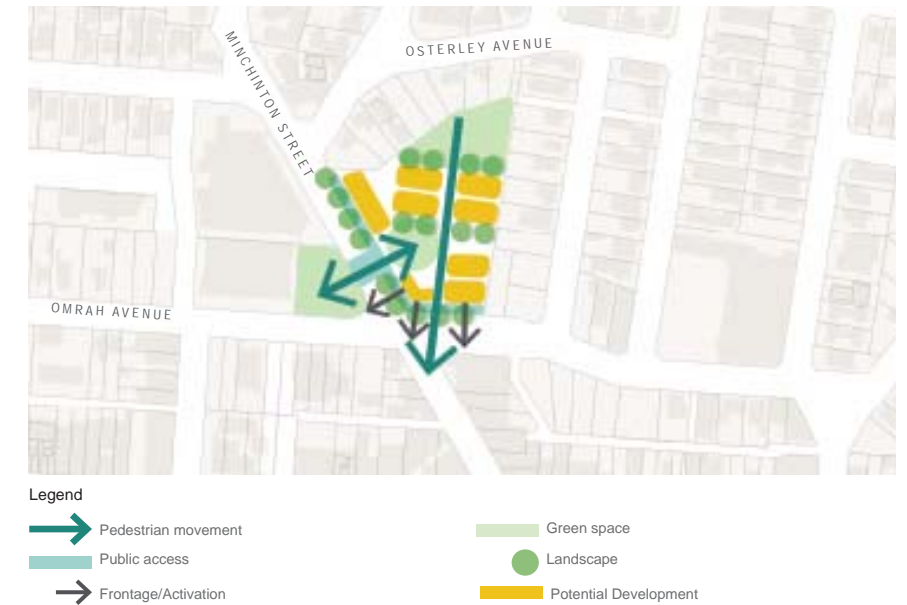 MINCHINTON STREET
OSTERLEY AVENUE
OMRAH AVENUE
Legend
Pedestrian movement
Public access
Frontage/Activation
Green space
Landscape
Potential Development